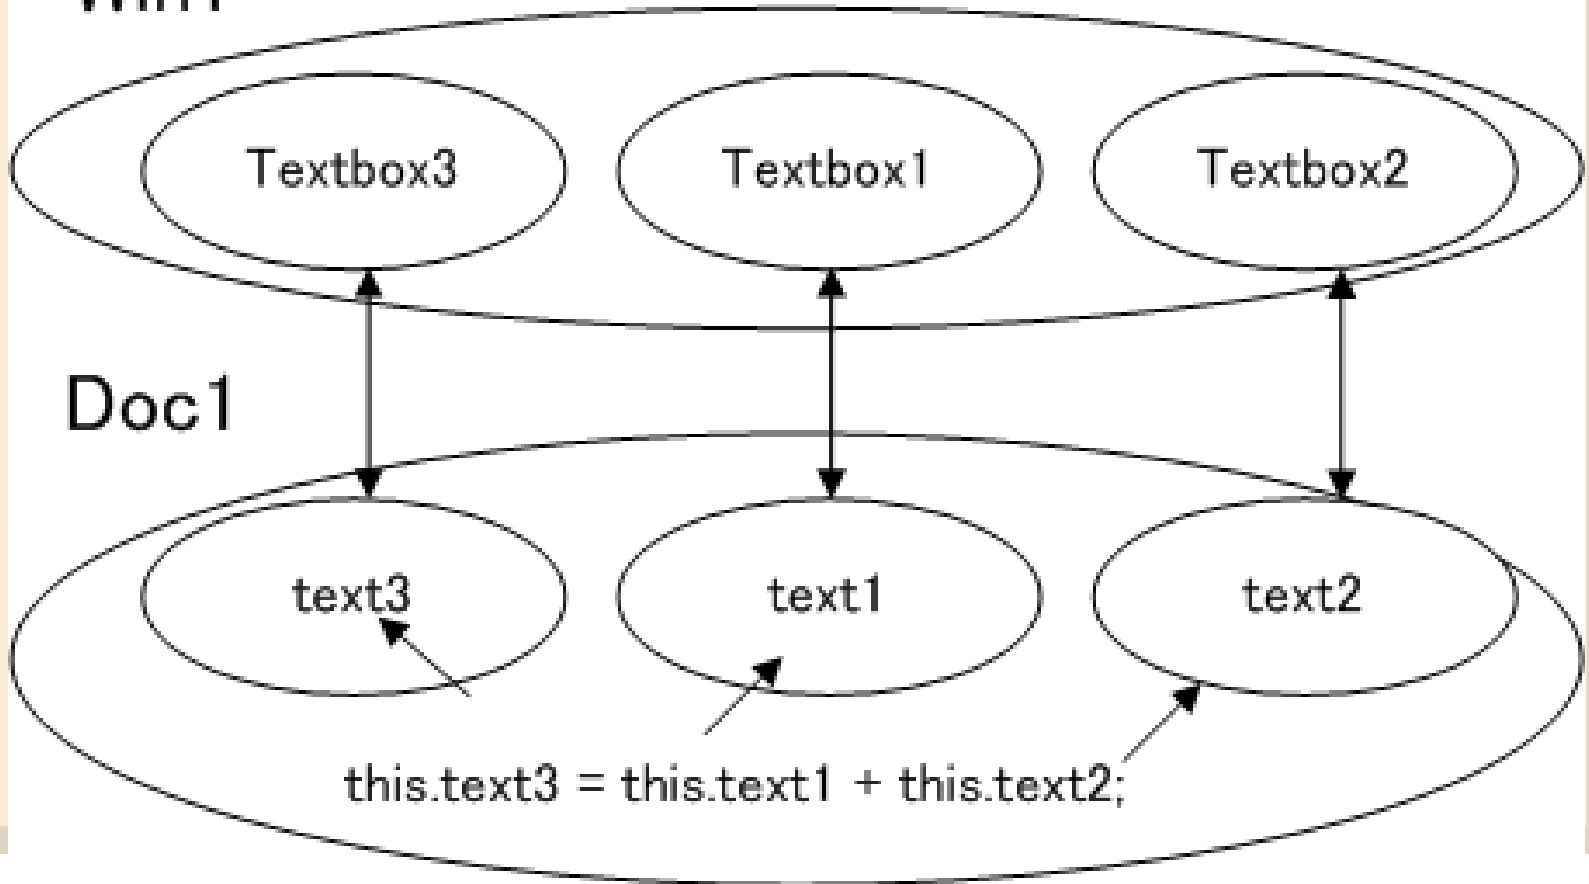 Textbox3 Textbox1 Textbox2
Doc1
text3 text1 text2
this.text3 = this.text1 + this.text2;